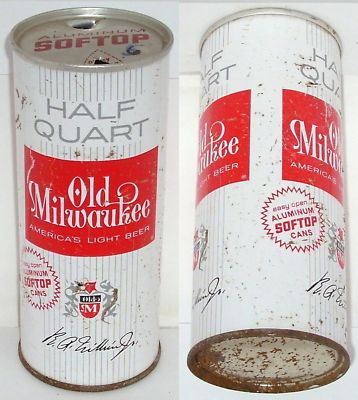 ALUMINUM
SOFTOP
HALF
QUART
Old
Milwaukee
AMERICA'S LIGHT BEER
easy open
ALUMINUM
SOFTOP
CANS
OLD
M
HALF
QUART
Old
Milwaukee
AMERICA'S LIGHT BEER
easy open
ALUMINUM
SOFTOP
CANS